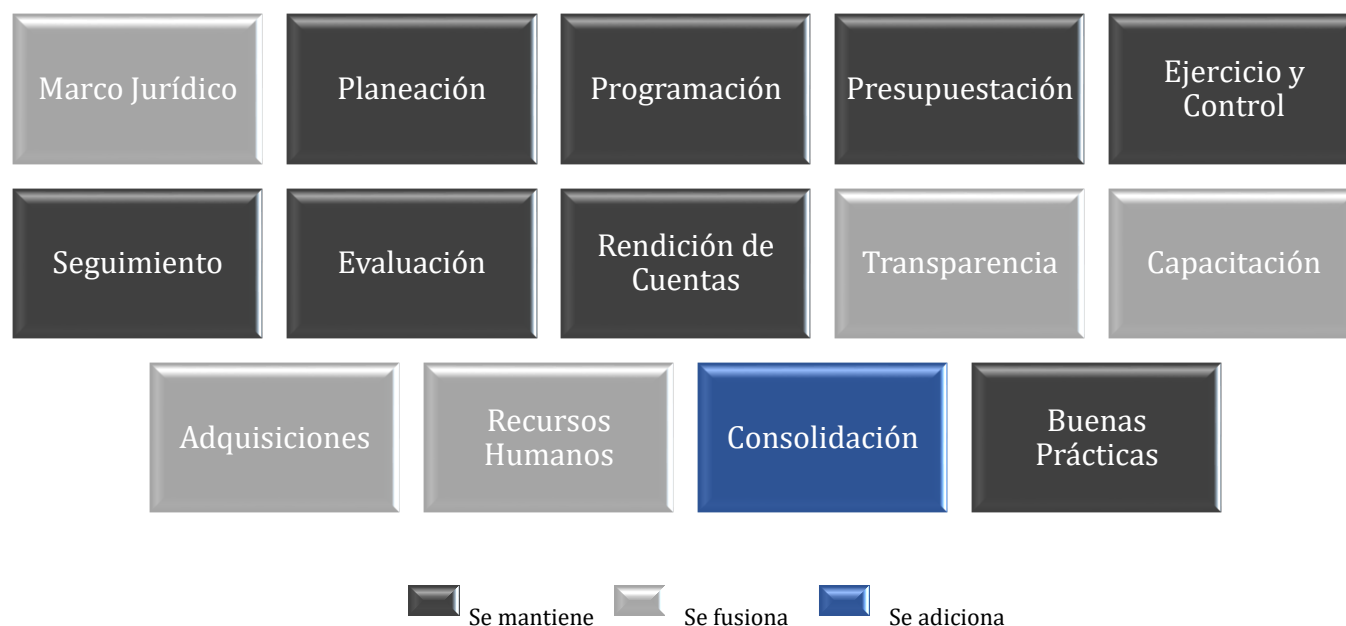 Marco Jurídico
Planeación
Programación
Presupuestación
Ejercicio y
Control
Seguimiento
Evaluación
Rendición de
Cuentas
Transparencia
Capacitación
Adquisiciones
Recursos
Humanos
Consolidación
Buenas
Prácticas
Se mantiene
Se fusiona
Se adiciona